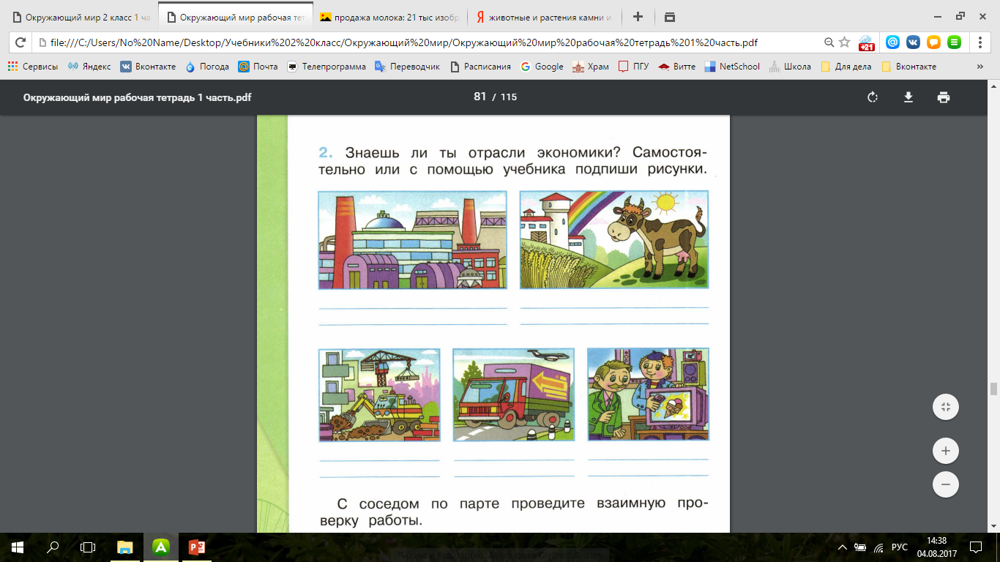 Окружающий мир 2 класс 1 ча
Окружающий мир рабочая тет
продажа молока: 21 тыс изобр
животные и растения камни и
file:///C:/Users/No%20Name/Desktop/Учебники%202%20класс/Окружающий%20мир/Окружающий%20мир%20рабочая%20тетрадь%201%20часть.pdf
+21
Сервисы Яндекс Вконтакте Погода Почта Телепрограмма Переводчик Расписания Google Храм ПГУ Витте NetSchool Школа Для дела Вконтакте »
Окружающий мир рабочая тетрадь 1 часть.pdf
81 / 115
2. Знаешь ли ты отрасли экономики? Самостоя-
тельно или с помощью учебника подпиши рисунки.
С соседом по парте проведите взаимную про-
верку работы.
РУС
14:38
04.08.2017